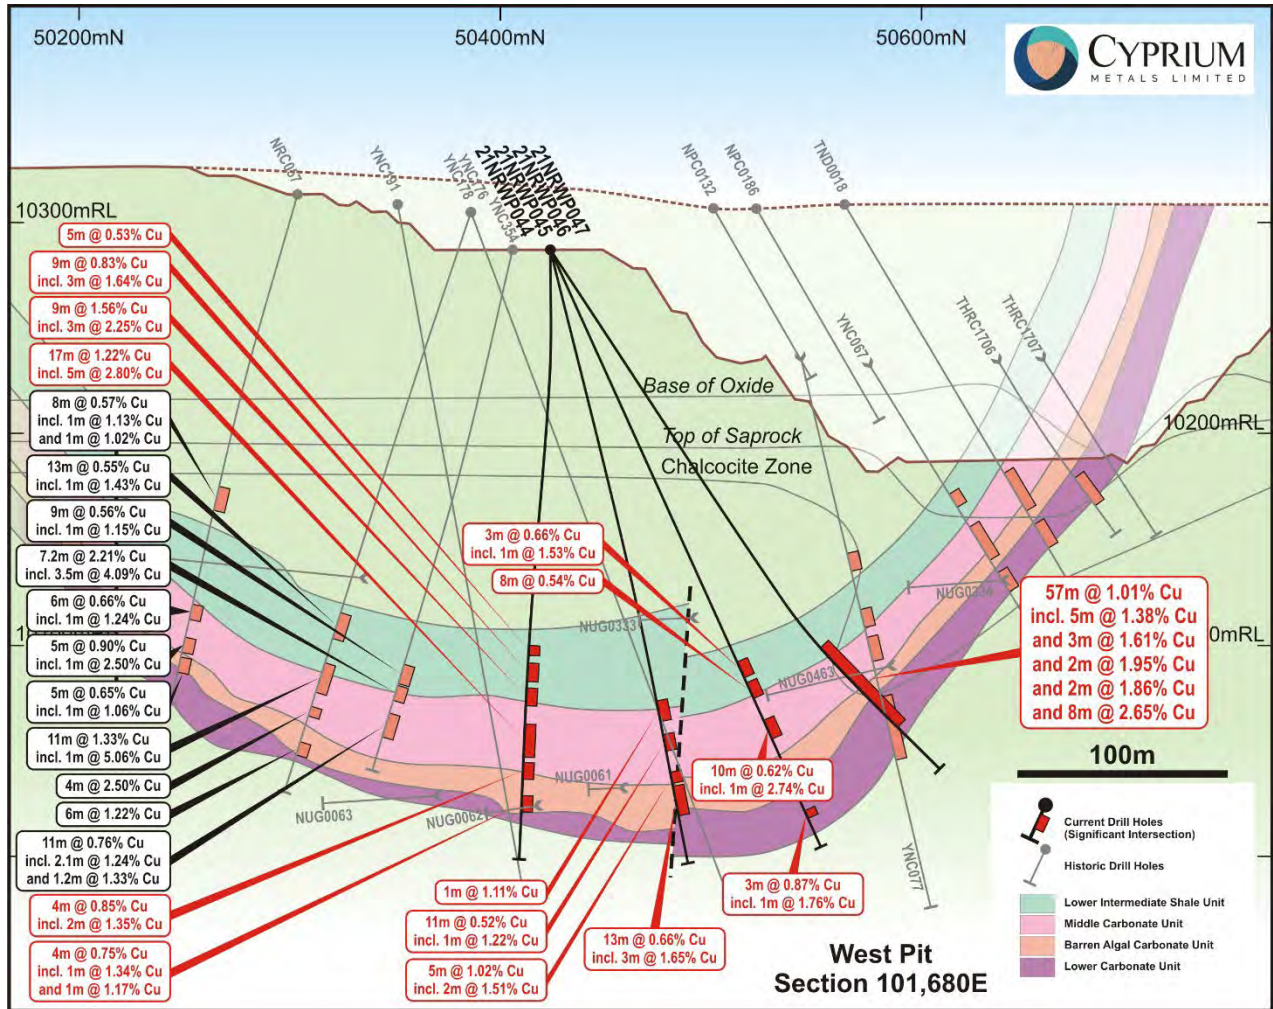 50200mN
50400mN
50600mN
CYPRIUM
METALS LIMITED
NRC057
YNC191
YNC176
YNC178
YNC354
21NRWP044
21NRWP045
21NRWP046
21NRWP047
NPC0132
NPC0186
TND0018
10300mRL
5m @ 0.53% Cu
9m @ 0.83% Cu
incl. 3m @ 1.64% Cu
9m @ 1.56% Cu
incl. 3m @ 2.25% Cu
17m @ 1.22% Cu
incl. 5m @ 2.80% Cu
8m @ 0.57% Cu
incl. 1m @ 1.13% Cu
and 1m @ 1.02% Cu
13m @ 0.55% Cu
incl. 1m @ 1.43% Cu
9m @ 0.56% Cu
incl. 1m @ 1.15% Cu
7.2m @ 2.21% Cu
incl. 3.5m @ 4.09% Cu
6m @ 0.66% Cu
incl. 1m @ 1.24% Cu
5m @ 0.90% Cu
incl. 1m @ 2.50% Cu
5m @ 0.65% Cu
incl. 1m @ 1.06% Cu
11m @ 1.33% Cu
incl. 1m @ 5.06% Cu
4m @ 2.50% Cu
6m @ 1.22% Cu
11m @ 0.76% Cu
incl. 2.1m @ 1.24% Cu
and 1.2m @ 1.33% Cu
4m @ 0.85% Cu
incl. 2m @ 1.35% Cu
4m @ 0.75% Cu
incl. 1m @ 1.34% Cu
and 1m @ 1.17% Cu
YNC067
THRC1706
THRC1707
Base of Oxide
Top of Saprock
Chalcocite Zone
10200mRL
3m @ 0.66% Cu
incl. 1m @ 1.53% Cu
8m @ 0.54% Cu
NUG0333
NUG0463
NUG0334
0mRL
57m @ 1.01% Cu
incl. 5m @ 1.38% Cu
and 3m @ 1.61% Cu
and 2m @ 1.95% Cu
and 2m @ 1.86% Cu
and 8m @ 2.65% Cu
NUG0061
NUG0063
NUG0062
10m @ 0.62% Cu
incl. 1m @ 2.74% Cu
YNC077
1m @ 1.11% Cu
11m @ 0.52% Cu
incl. 1m @ 1.22% Cu
5m @ 1.02% Cu
incl. 2m @ 1.51% Cu
13m @ 0.66% Cu
incl. 3m @ 1.65% Cu
3m @ 0.87% Cu
incl. 1m @ 1.76% Cu
West Pit
Section 101,680E
100m
Current Drill Holes
(Significant Intersection)
Historic Drill Holes
Lower Intermediate Shale Unit
Middle Carbonate Unit
Barren Algal Carbonate Unit
Lower Carbonate Unit